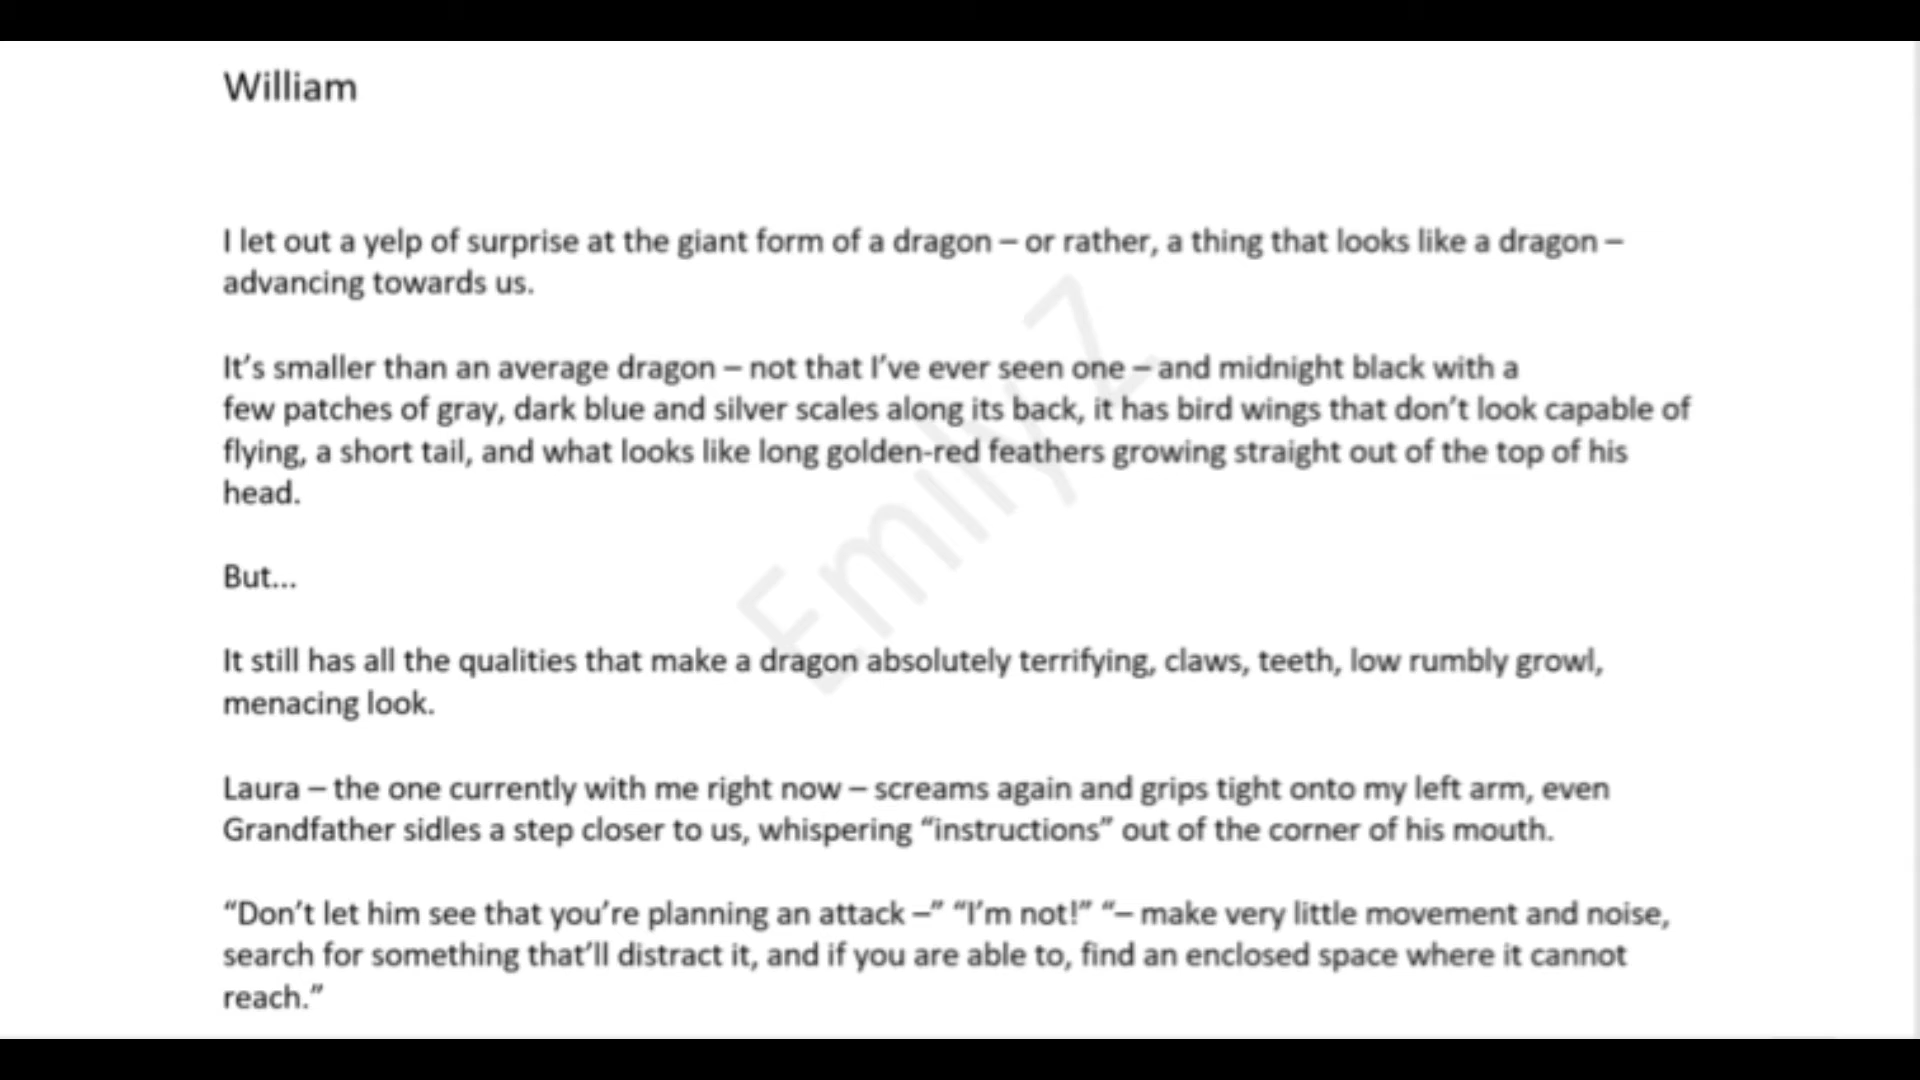 William
I let out a yelp of surprise at the giant form of a dragon – or rather, a thing that looks like a dragon –
advancing towards us.
It’s smaller than an average dragon – not that I’ve ever seen one – and midnight black with a
few patches of gray, dark blue and silver scales along its back, it has bird wings that don’t look capable of
flying, a short tail, and what looks like long golden-red feathers growing straight out of the top of his
head.
But...
It still has all the qualities that make a dragon absolutely terrifying, claws, teeth, low rumbly growl,
menacing look.
Laura – the one currently with me right now – screams again and grips tight onto my left arm, even
Grandfather sidles a step closer to us, whispering “instructions” out of the corner of his mouth.
“Don’t let him see that you’re planning an attack –” “I’m not!” “– make very little movement and noise,
search for something that’ll distract it, and if you are able to, find an enclosed space where it cannot
reach.”
Emily Z